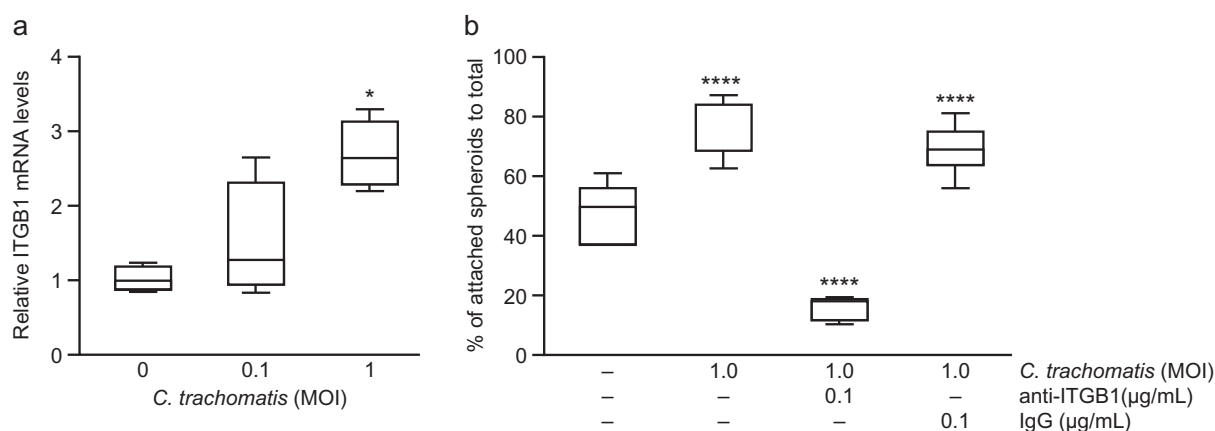 a
Relative ITGB1 mRNA levels
4
3
2
1
0
*
0 0.1 1
C. trachomatis (MOI)
b
% of attached spheroids to total
100
80
60
40
20
0
**** **** ****
– 1.0 1.0 1.0 C. trachomatis (MOI)
– – 0.1 – anti-ITGB1(µg/mL)
– – – 0.1 IgG (µg/mL)